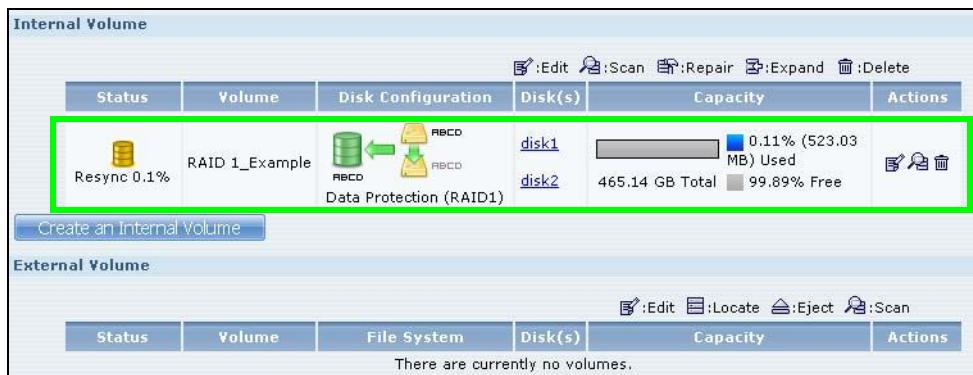 Internal Volume
:Edit :Scan :Repair :Expand :Delete
Status Volume Disk Configuration Disk(s) Capacity Actions
Resync 0.1%
RAID 1_Example
ABCD
ABCD
ABCD
Data Protection (RAID1)
disk1
disk2
0.11% (523.03
MB) Used
465.14 GB Total 99.89% Free
Create an Internal Volume
External Volume
:Edit :Locate :Eject :Scan
Status Volume File System Disk(s) Capacity Actions
There are currently no volumes.